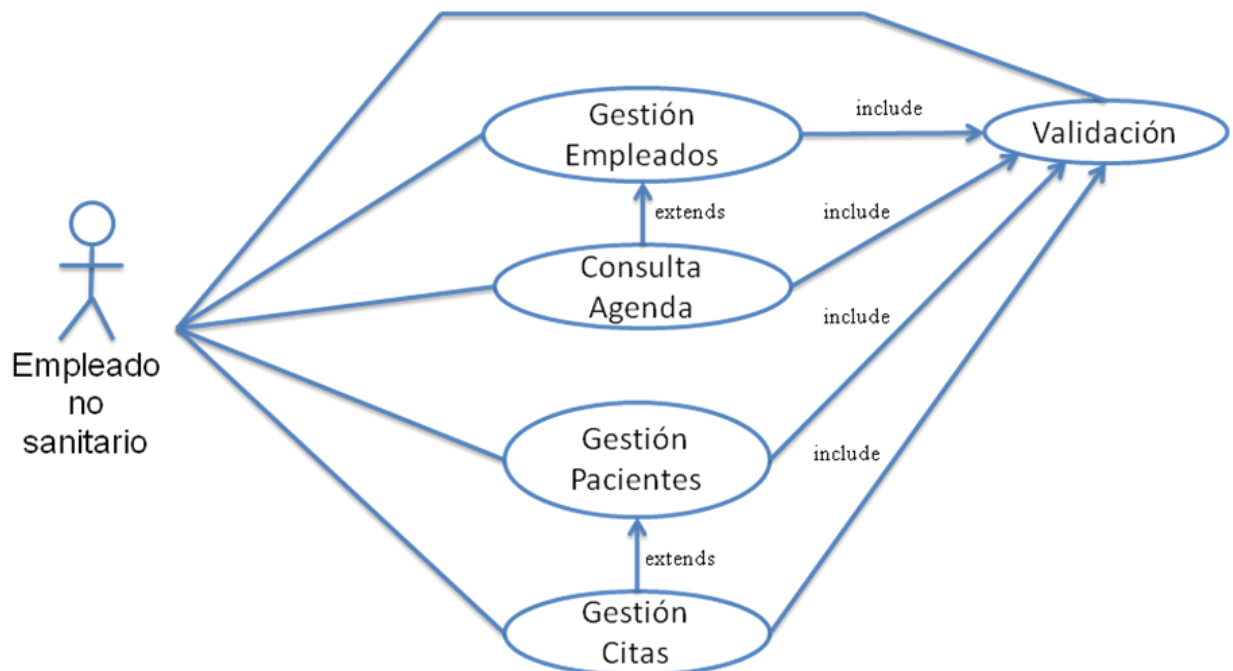 Gestión
Empleados
include
Validación
extends
include
Consulta
Agenda
include
Empleado
no
sanitario
Gestión
Pacientes
include
extends
Gestión
Citas